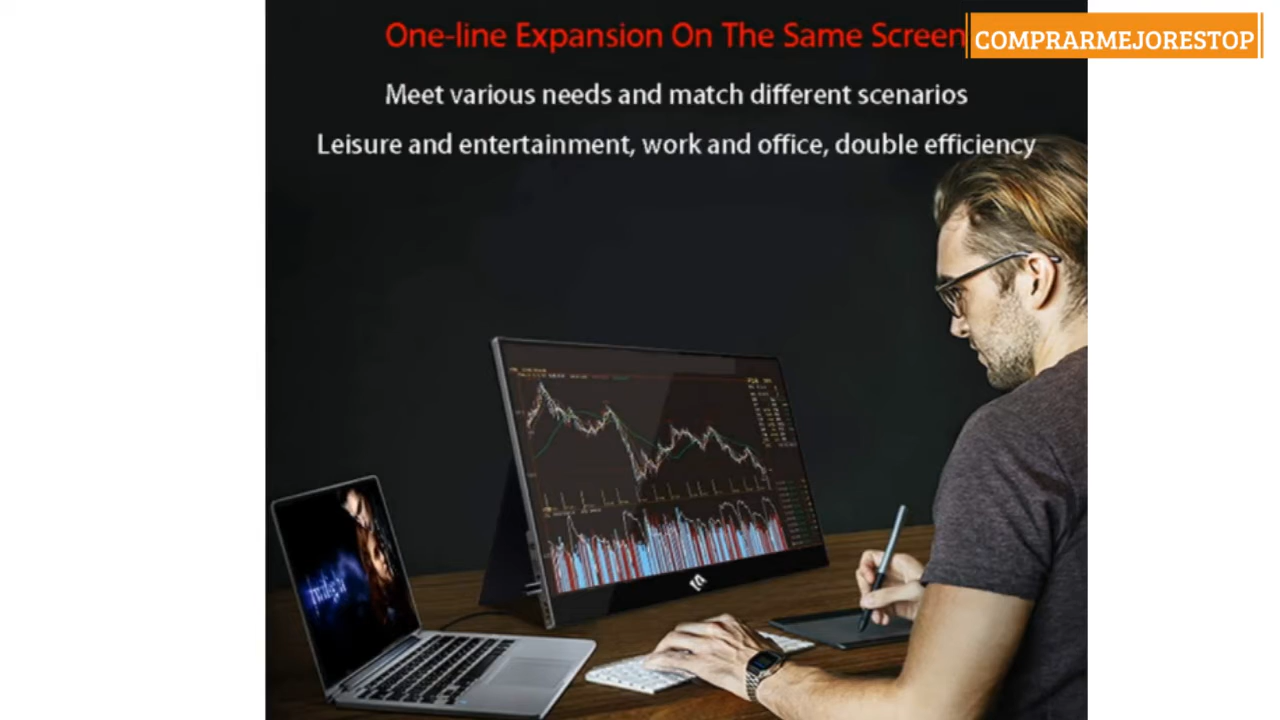 One-line Expansion On The Same Screen
COMPRARMEJORESTOP
Meet various needs and match different scenarios
Leisure and entertainment, work and office, double efficiency
Twilight